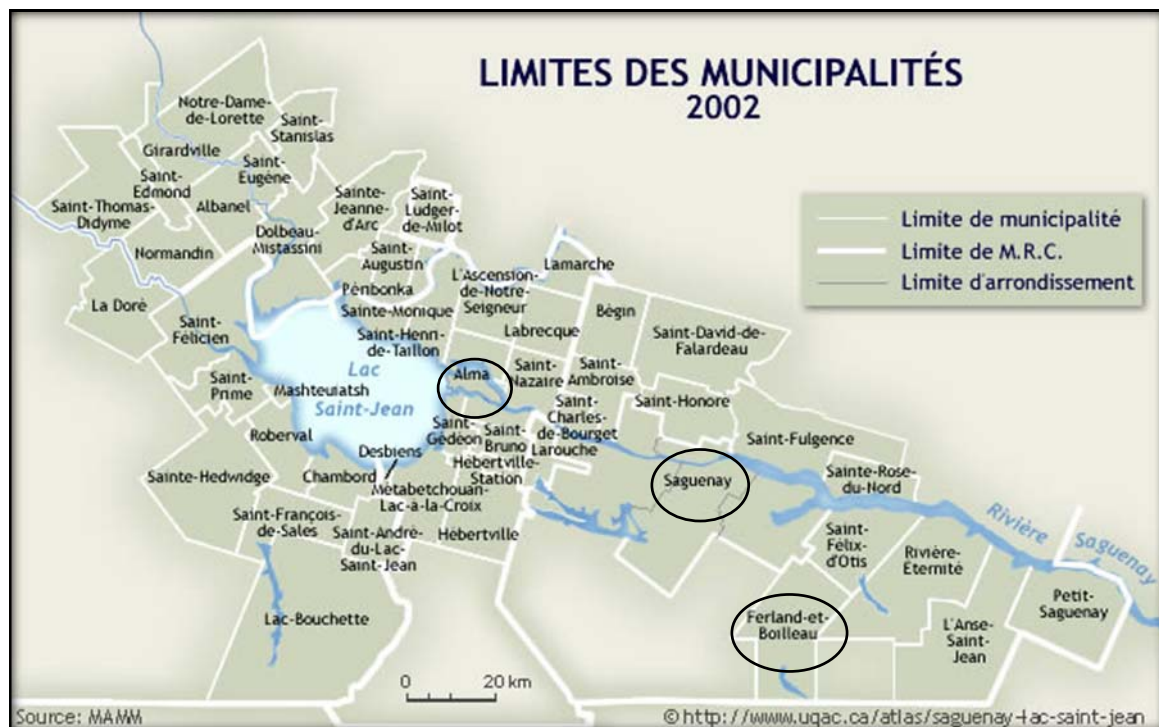 LIMITES DES MUNICIPALITÉS
2002
Limite de municipalité
Limite de M.R.C.
Limite d'arrondissement
Notre-Dame-
de-Lorette
Saint-
Stanislas
Girardville
Saint-
Edmond
Saint-
Eugène
Saint-Thomas-
Didyme
Albanel
Sainte-
Jeanne-
d'Arc
Saint-
Ludger-
de-Milot
Normandin
Dolbeau-
Mistassini
Saint-
Augustin
L'Ascension-
de-Notre-
Seigneur
Lamarche
La Doré
Péribonka
Sainte-Monique
Saint-
Félicien
Saint-Henri-
de-Taillon
Labrecque
Bégin
Saint-David-de-
Falardeau
Lac
Saint-Jean
Alma
Saint-
Nazaire
Saint-
Ambroise
Saint-
Prime
Mashteuiatsh
Saint-Honore
Saint-
Charles-
de-Bourget
Roberval
Saint-
Gédéon
Saint-
Bruno
Larouche
Saint-Fulgence
Desbiens
Hébertville-
Station
Sainte-Hedwidge
Chambord
Métabetchouan-
Lac-à-la-Croix
Saguenay
Sainte-Rose-
du-Nord
Saint-François-
de-Sales
Saint-André-
du-Lac-
Saint-Jean
Hébertville
Saint-
Félix-
d'Otis
Rivière-
Éternité
Rivière Saguenay
Lac-Bouchette
Ferland-et-
Boilleau
L'Anse-
Saint-
Jean
Petit-
Saguenay
0 20 km
Source: MAMM
©http://www.uqac.ca/atlas/saguenay-lac-saint-jean